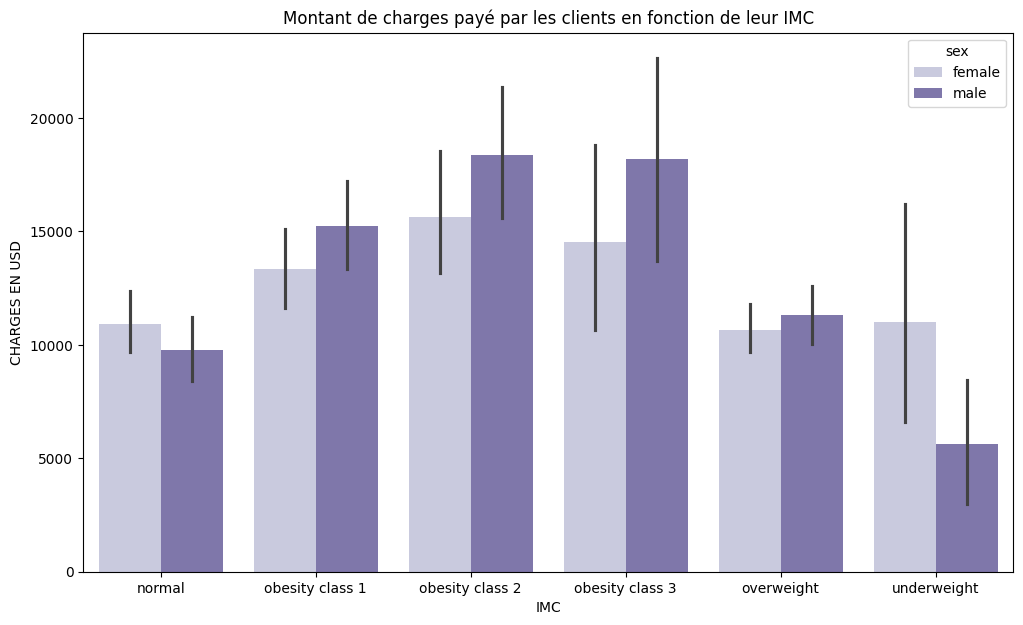 Montant de charges payé par les clients en fonction de leur IMC
sex
female
male
CHARGES EN USD
20000
15000
10000
5000
0
normal
obesity class 1
obesity class 2
obesity class 3
overweight
underweight
IMC